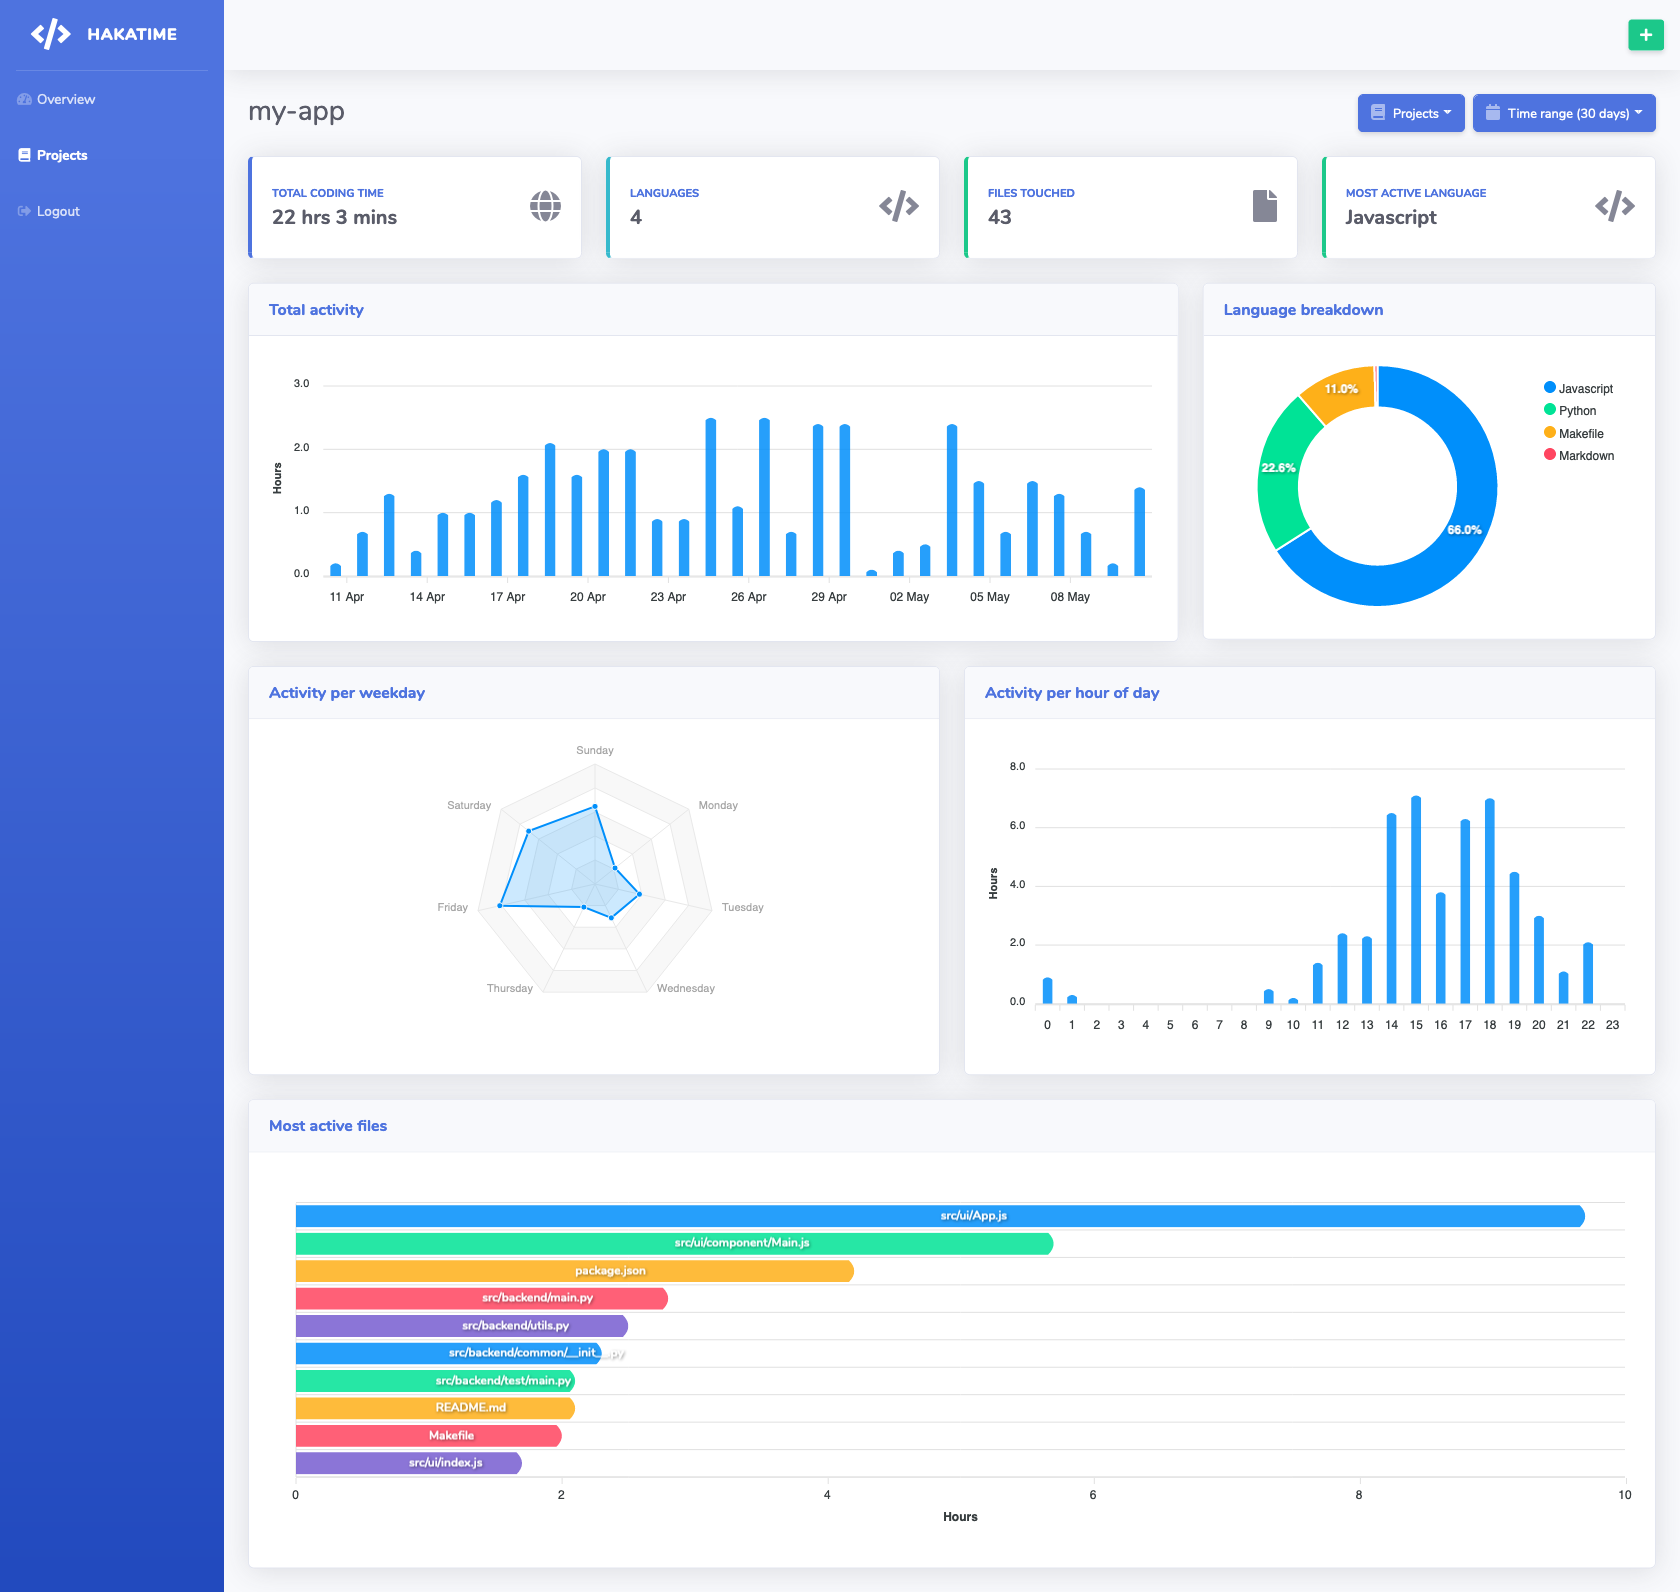 HAKATIME
Overview
Projects
Logout
my-app
Projects
Time range (30 days)
TOTAL CODING TIME
22 hrs 3 mins
LANGUAGES
4
FILES TOUCHED
43
MOST ACTIVE LANGUAGE
Javascript
Total activity
3.0
2.0
1.0
0.0
Hours
11 Apr 14 Apr 17 Apr 20 Apr 23 Apr 26 Apr 29 Apr 02 May 05 May 08 May
Language breakdown
11.0%
22.6%
66.0%
Javascript
Python
Makefile
Markdown
Activity per weekday
Sunday
Monday
Tuesday
Wednesday
Thursday
Friday
Saturday
Activity per hour of day
8.0
6.0
4.0
2.0
0.0
Hours
0 1 2 3 4 5 6 7 8 9 10 11 12 13 14 15 16 17 18 19 20 21 22 23
Most active files
src/ui/App.js
src/ui/component/Main.js
package.json
src/backend/main.py
src/backend/utils.py
src/backend/common/__init__.py
src/backend/test/main.py
README.md
Makefile
src/ui/index.js
0 2 4 6 8 10
Hours